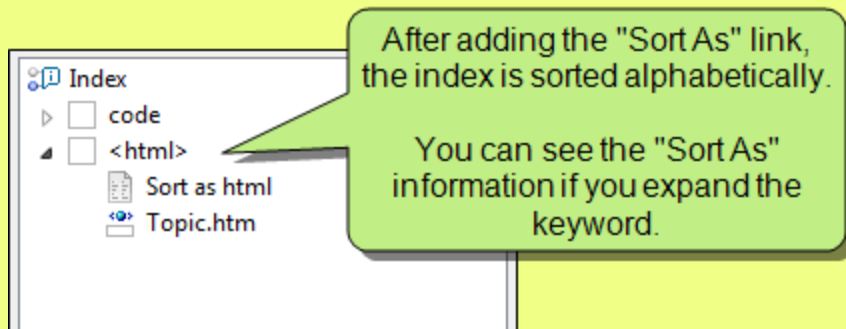 After adding the "Sort As" link,
the index is sorted alphabetically.
You can see the "Sort As"
information if you expand the
keyword.
Index
code
<html>
Sort as html
Topic.htm